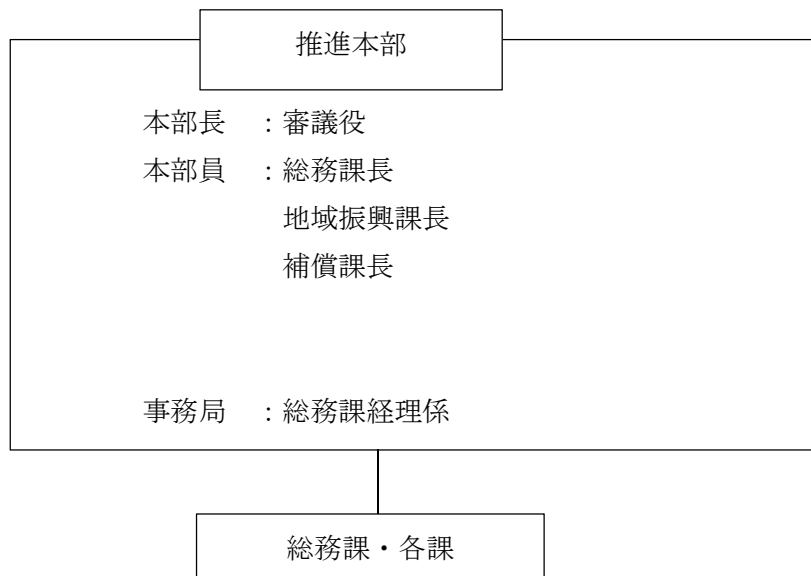 推進本部
本部長　：審議役
本部員　：総務課長
地域振興課長
補償課長
事務局　：総務課経理係
総務課・各課